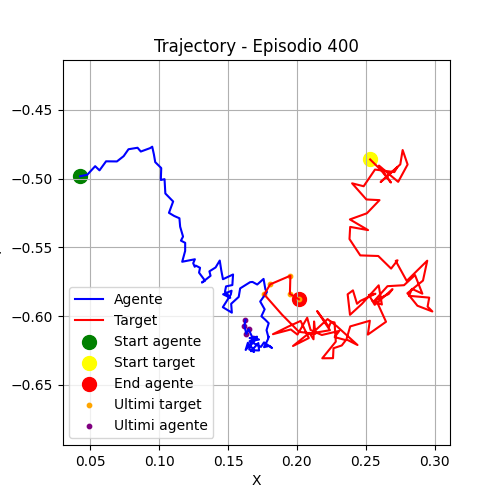 Trajectory - Episodio 400
−0.45
−0.50
−0.55
−0.60
−0.65
Agente
Target
Start agente
Start target
End agente
Ultimi target
Ultimi agente
0.05 0.10 0.15 0.20 0.25 0.30
X